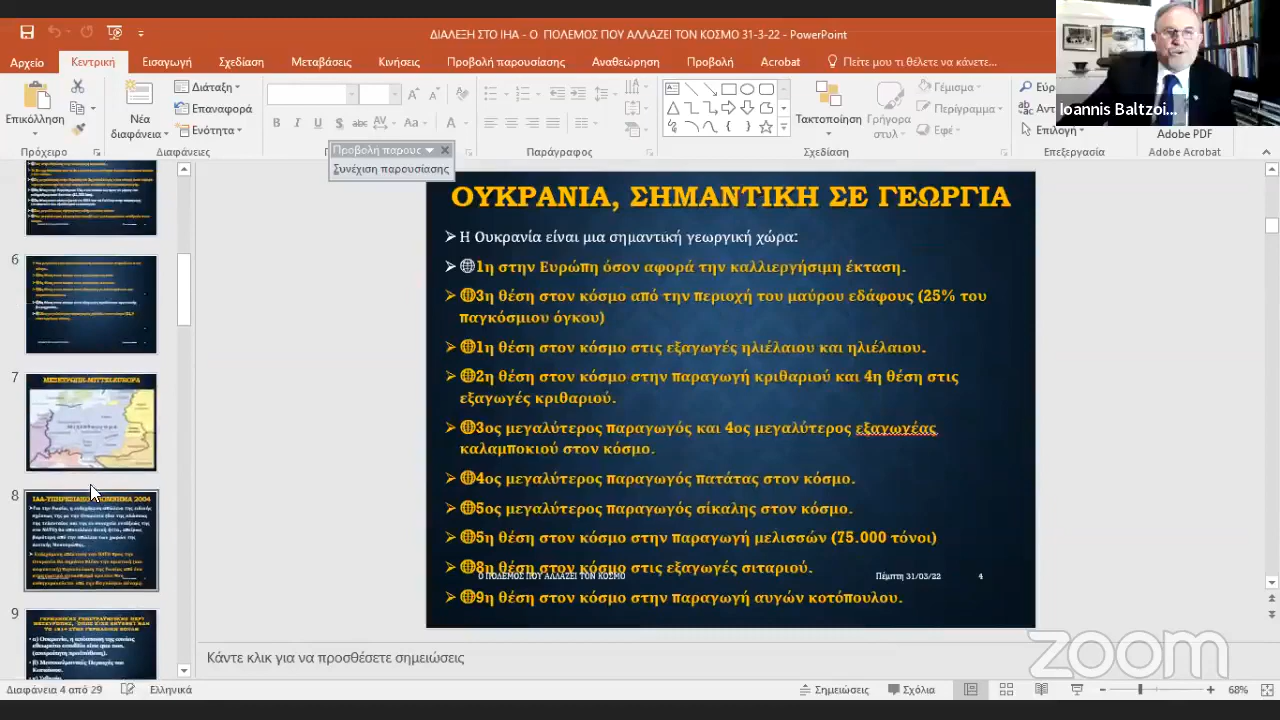 ΔΙΑΛΕΞΗ ΣΤΟ ΙΗΑ - Ο ΠΟΛΕΜΟΣ ΠΟΥ ΑΛΛΑΖΕΙ ΤΟΝ ΚΟΣΜΟ 31-3-22 - PowerPoint
Αρχείο Κεντρική Εισαγωγή Σχεδίαση Μεταβάσεις Κινήσεις Προβολή παρουσίασης Αναθεώρηση Προβολή Acrobat Πείτε μου τι θέλετε να κάνετε...
Ioannis Baltzoi...
Επικόλληση
Νέα
διαφάνεια
Διάταξη
Επαναφορά
Ενότητα
Τακτοποίηση
Γρήγορα
στυλ
Γέμισμα
Περίγραμμα
Εφέ
Εύρ
Αντ
Επιλογή
Adobe PDF
Πρόχειρο Διαφάνειες Παράγραφος Σχεδίαση Επεξεργασία Adobe Acrobat
Προβολή παρους
Συνέχιση παρουσίασης
6
7
8
ΙΑΑ-ΥΠΗΡΕΣΙΑΚΟ ΥΠΟΜΝΗΜΑ 2004
9
ΟΥΚΡΑΝΙΑ, ΣΗΜΑΝΤΙΚΗ ΣΕ ΓΕΩΡΓΙΑ
Η Ουκρανία είναι μια σημαντική γεωργική χώρα:
1η στην Ευρώπη όσον αφορά την καλλιεργήσιμη έκταση.
3η θέση στον κόσμο από την περιοχή του μαύρου εδάφους (25% του
παγκόσμιου όγκου)
1η θέση στον κόσμο στις εξαγωγές ηλιέλαιου και ηλιέλαιου.
2η θέση στον κόσμο στην παραγωγή κριθαριού και 4η θέση στις
εξαγωγές κριθαριού.
3ος μεγαλύτερος παραγωγός και 4ος μεγαλύτερος εξαγωγέας
καλαμποκιού στον κόσμο.
4ος μεγαλύτερος παραγωγός πατάτας στον κόσμο.
5ος μεγαλύτερος παραγωγός σίκαλης στον κόσμο.
5η θέση στον κόσμο στην παραγωγή μελισσών (75.000 τόνοι)
θέση στον κόσμο στις εξαγωγές σιταριού.
Ο ΠΟΛΕΜΟΣ ΠΟΥ ΑΛΛΑΖΕΙ ΤΟΝ ΚΟΣΜΟ Πέμπτη 31/03/22 4
9η θέση στον κόσμο στην παραγωγή αυγών κοτόπουλου.
Κάντε κλικ για να προσθέσετε σημειώσεις
zoom
Διαφάνεια 4 από 29 Ελληνικά Σημειώσεις Σχόλια 68%